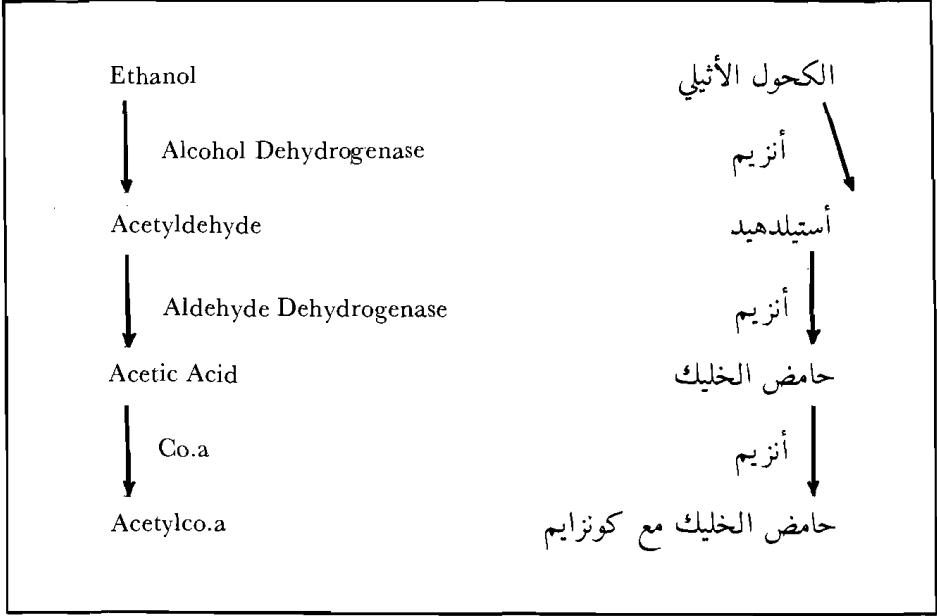 Ethanol الكحول الأثيلي
Alcohol Dehydrogenase أنزيم
Acetyldehyde أستيلدهيد
Aldehyde Dehydrogenase أنزيم
Acetic Acid حامض الخليك
Co.a أنزيم
Acetylco.a حامض الخليك مع كونزايم